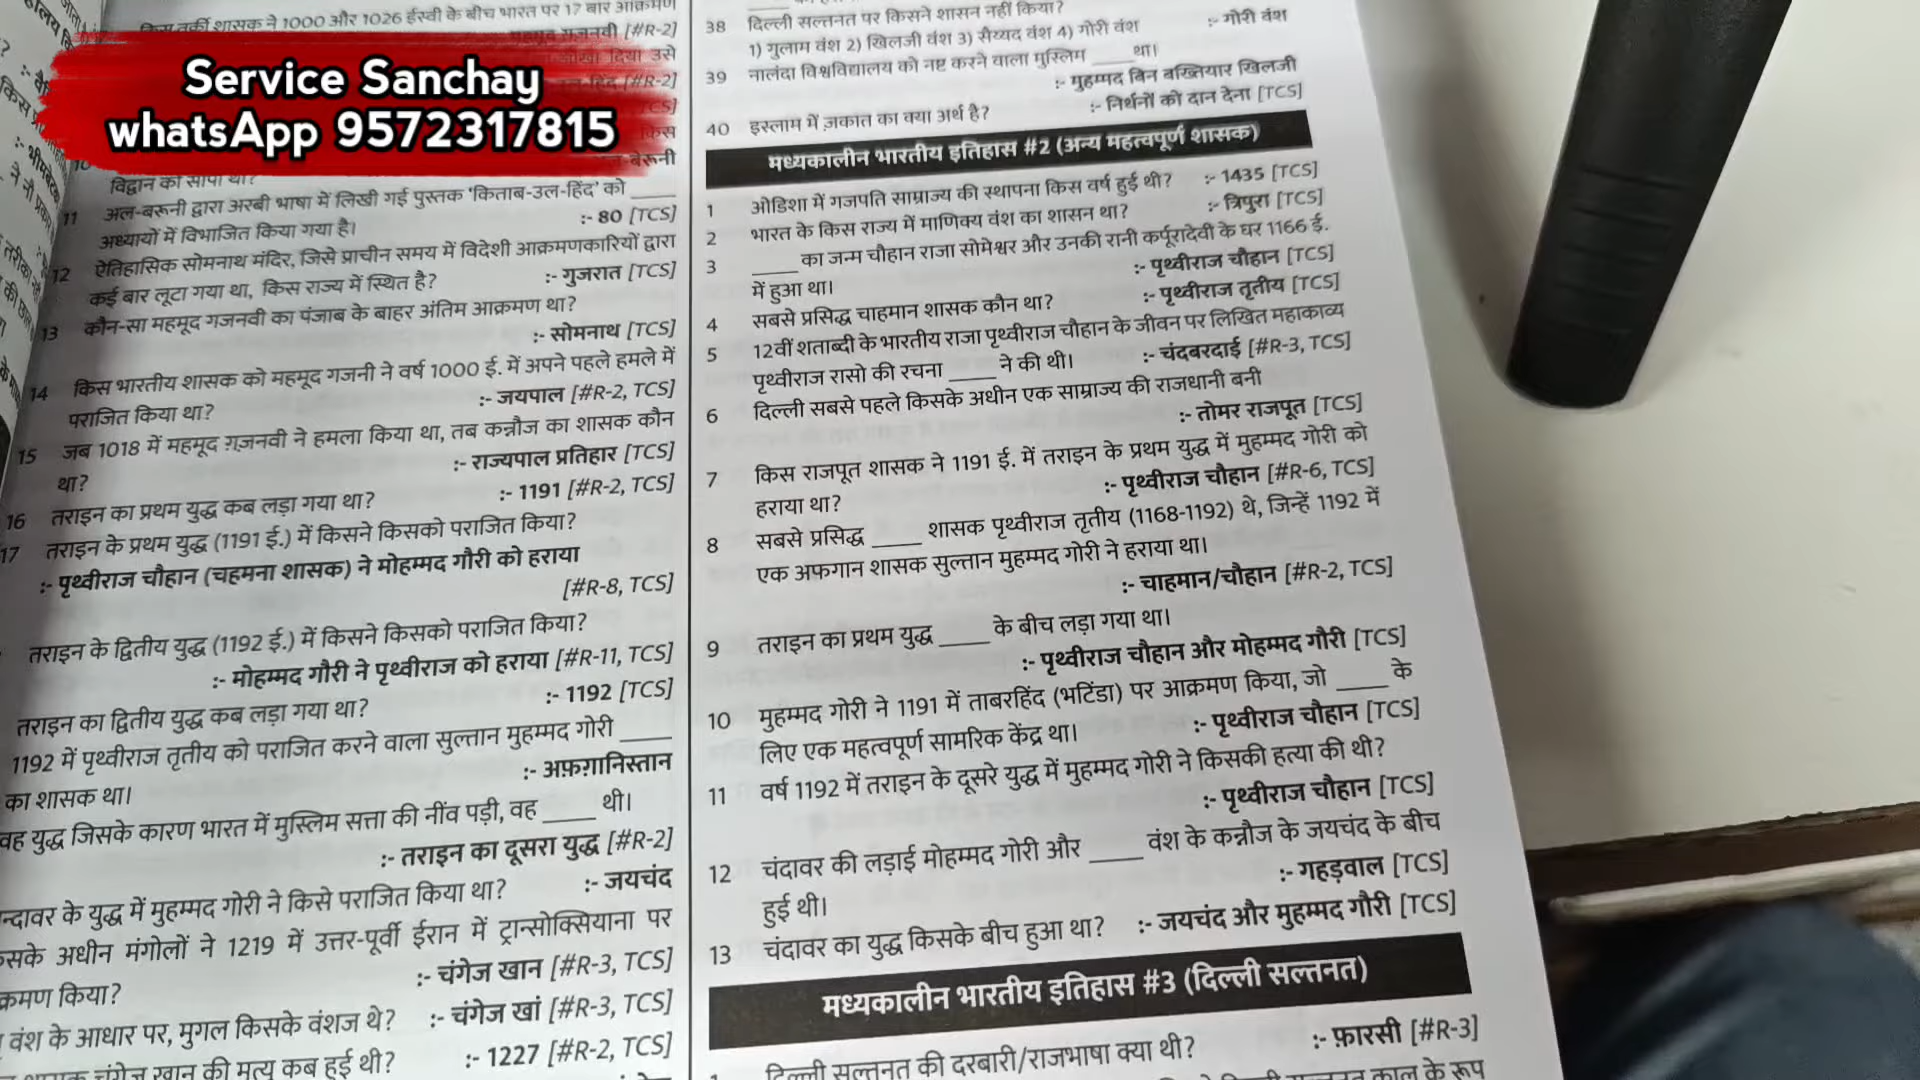 Service Sanchay
whatsApp 9572317815
किस तुर्की शासक ने 1000 और 1026 ईस्वी के बीच भारत पर 17 बार आक्रमण
[#R-2]
उसे
[#R-2]
किस
विद्वान को सौंपा था?
11 अल-बरूनी द्वारा अरबी भाषा में लिखी गई पुस्तक 'किताब-उल-हिंद' को ____
अध्यायों में विभाजित किया गया है। :- 80 [TCS]
12 ऐतिहासिक सोमनाथ मंदिर, जिसे प्राचीन समय में विदेशी आक्रमणकारियों द्वारा
कई बार लूटा गया था, किस राज्य में स्थित है? :- गुजरात [TCS]
13 कौन-सा महमूद गजनवी का पंजाब के बाहर अंतिम आक्रमण था?
:- सोमनाथ [TCS]
14 किस भारतीय शासक को महमूद गजनी ने वर्ष 1000 ई. में अपने पहले हमले में
पराजित किया था? :- जयपाल [#R-2, TCS]
15 जब 1018 में महमूद ग़ज़नवी ने हमला किया था, तब कन्नौज का शासक कौन
था? :- राज्यपाल प्रतिहार [TCS]
16 तराइन का प्रथम युद्ध कब लड़ा गया था? :- 1191 [#R-2, TCS]
17 तराइन के प्रथम युद्ध (1191 ई.) में किसने किसको पराजित किया?
:- पृथ्वीराज चौहान (चहमना शासक) ने मोहम्मद गौरी को हराया
[#R-8, TCS]
तराइन के द्वितीय युद्ध (1192 ई.) में किसने किसको पराजित किया?
:- मोहम्मद गौरी ने पृथ्वीराज को हराया [#R-11, TCS]
तराइन का द्वितीय युद्ध कब लड़ा गया था? :- 1192 [TCS]
1192 में पृथ्वीराज तृतीय को पराजित करने वाला सुल्तान मुहम्मद गोरी ____
का शासक था। :- अफ़ग़ानिस्तान
वह युद्ध जिसके कारण भारत में मुस्लिम सत्ता की नींव पड़ी, वह ____ थी।
:- तराइन का दूसरा युद्ध [#R-2]
न्दावर के युद्ध में मुहम्मद गोरी ने किसे पराजित किया था? :- जयचंद
सके अधीन मंगोलों ने 1219 में उत्तर-पूर्वी ईरान में ट्रान्सोक्सियाना पर
क्रमण किया? :- चंगेज खान [#R-3, TCS]
वंश के आधार पर, मुगल किसके वंशज थे? :- चंगेज खां [#R-3, TCS]
चंगेज खान की मृत्यु कब हुई थी? :- 1227 [#R-2, TCS]
38 दिल्ली सल्तनत पर किसने शासन नहीं किया?
1) गुलाम वंश 2) खिलजी वंश 3) सैय्यद वंश 4) गोरी वंश :- गोरी वंश
39 नालंदा विश्वविद्यालय को नष्ट करने वाला मुस्लिम ____ था।
:- मुहम्मद बिन बख्तियार खिलजी
40 इस्लाम में ज़कात का क्या अर्थ है? :- निर्धनों को दान देना [TCS]
मध्यकालीन भारतीय इतिहास #2 (अन्य महत्वपूर्ण शासक)
1 ओडिशा में गजपति साम्राज्य की स्थापना किस वर्ष हुई थी? :- 1435 [TCS]
2 भारत के किस राज्य में माणिक्य वंश का शासन था? :- त्रिपुरा [TCS]
3 ____ का जन्म चौहान राजा सोमेश्वर और उनकी रानी कर्पूरादेवी के घर 1166 ई.
में हुआ था। :- पृथ्वीराज चौहान [TCS]
4 सबसे प्रसिद्ध चाहमान शासक कौन था? :- पृथ्वीराज तृतीय [TCS]
5 12वीं शताब्दी के भारतीय राजा पृथ्वीराज चौहान के जीवन पर लिखित महाकाव्य
पृथ्वीराज रासो की रचना ____ ने की थी। :- चंदबरदाई [#R-3, TCS]
6 दिल्ली सबसे पहले किसके अधीन एक साम्राज्य की राजधानी बनी
:- तोमर राजपूत [TCS]
7 किस राजपूत शासक ने 1191 ई. में तराइन के प्रथम युद्ध में मुहम्मद गोरी को
हराया था? :- पृथ्वीराज चौहान [#R-6, TCS]
8 सबसे प्रसिद्ध ____ शासक पृथ्वीराज तृतीय (1168-1192) थे, जिन्हें 1192 में
एक अफगान शासक सुल्तान मुहम्मद गोरी ने हराया था।
:- चाहमान/चौहान [#R-2, TCS]
9 तराइन का प्रथम युद्ध ____ के बीच लड़ा गया था।
:- पृथ्वीराज चौहान और मोहम्मद गौरी [TCS]
10 मुहम्मद गोरी ने 1191 में ताबरहिंद (भटिंडा) पर आक्रमण किया, जो ____ के
लिए एक महत्वपूर्ण सामरिक केंद्र था। :- पृथ्वीराज चौहान [TCS]
11 वर्ष 1192 में तराइन के दूसरे युद्ध में मुहम्मद गोरी ने किसकी हत्या की थी?
:- पृथ्वीराज चौहान [TCS]
12 चंदावर की लड़ाई मोहम्मद गोरी और ____ वंश के कन्नौज के जयचंद के बीच
हुई थी। :- गहड़वाल [TCS]
13 चंदावर का युद्ध किसके बीच हुआ था? :- जयचंद और मुहम्मद गौरी [TCS]
मध्यकालीन भारतीय इतिहास #3 (दिल्ली सल्तनत)
दिल्ली सल्तनत की दरबारी/राजभाषा क्या थी? :- फ़ारसी [#R-3]